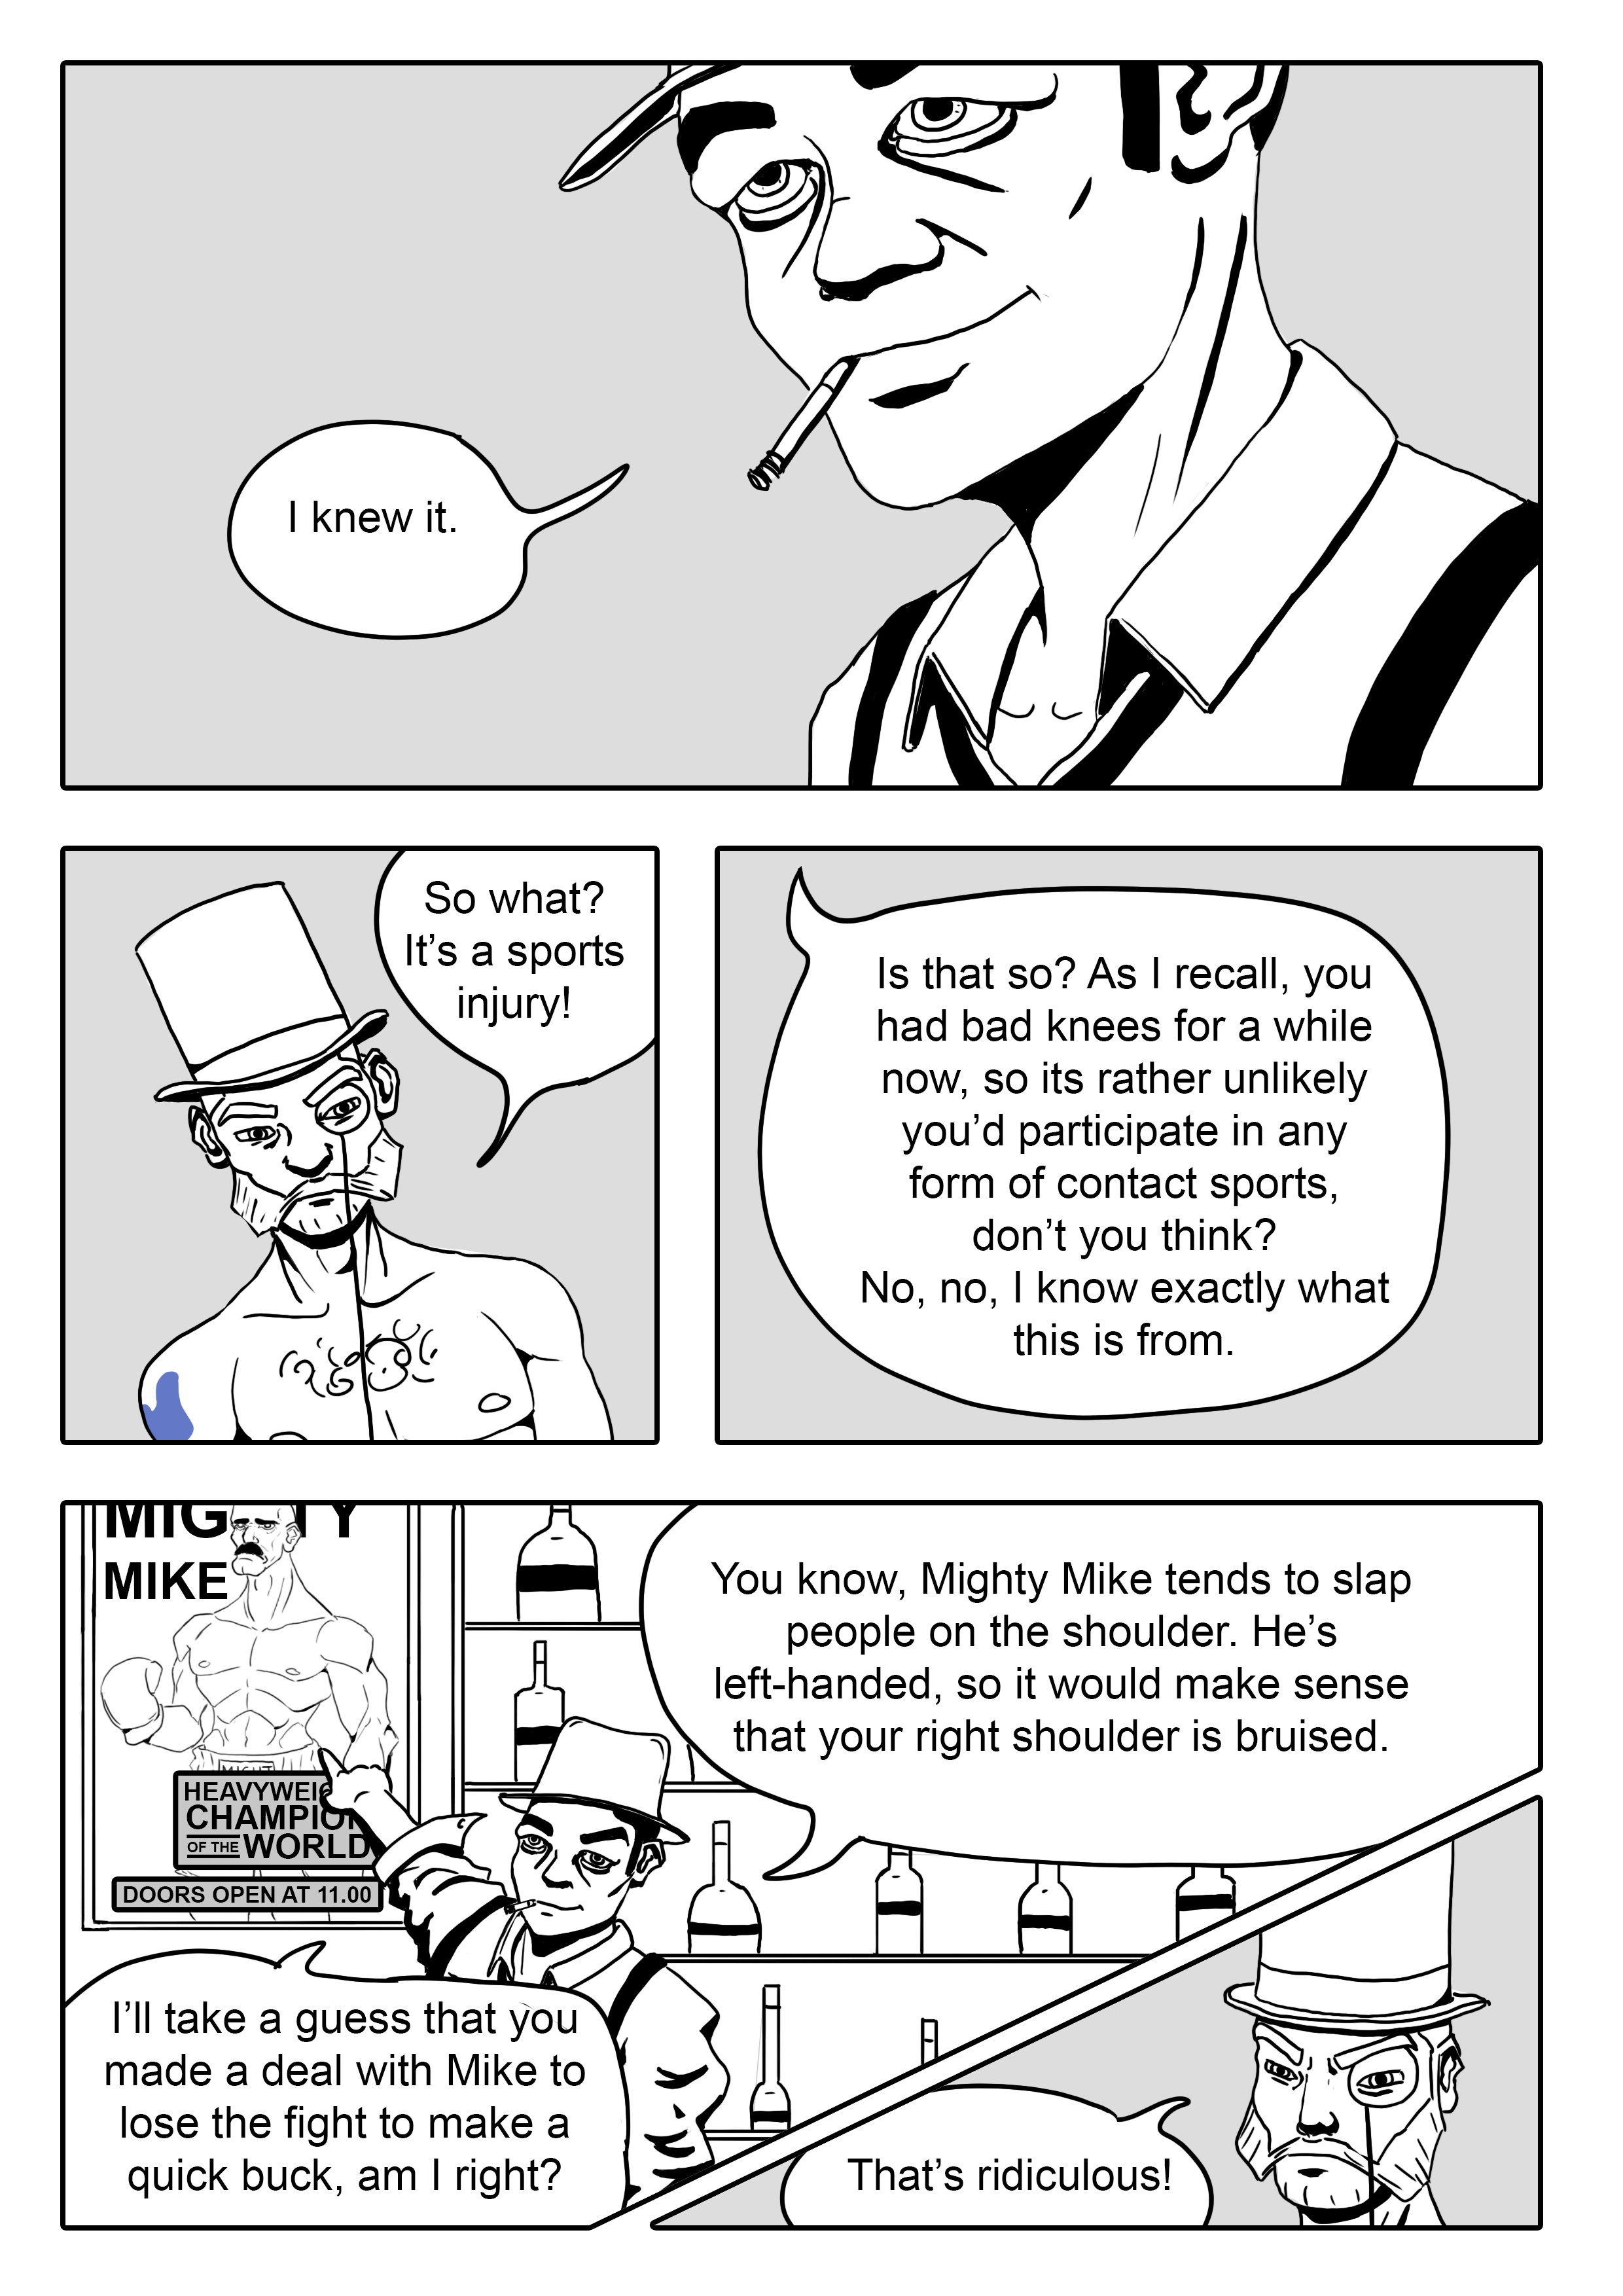 I knew it.
So what?
It's a sports
injury!
Is that so? As I recall, you
had bad knees for a while
now, so its rather unlikely
you'd participate in any
form of contact sports,
don't you think?
No, no, I know exactly what
this is from.
MIG TY
MIKE
MIGHT
HEAVYWEIG
CHAMPION
OF THE WORLD
DOORS OPEN AT 11.00
You know, Mighty Mike tends to slap
people on the shoulder. He's
left-handed, so it would make sense
that your right shoulder is bruised.
I'll take a guess that you
made a deal with Mike to
lose the fight to make a
quick buck, am I right?
That's ridiculous!